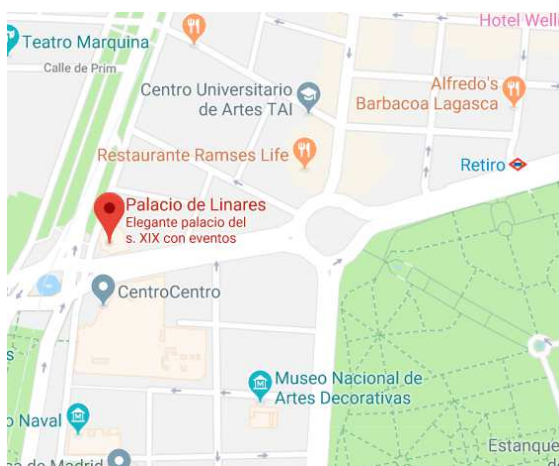 Hotel Well
Teatro Marquina
Calle de Prim
Centro Universitario
de Artes TAI
Alfredo's
Barbacoa Lagasca
Restaurante Ramses Life
Retiro
Palacio de Linares
Elegante palacio del
s. XIX con eventos
CentroCentro
s
Museo Nacional de
Artes Decorativas
o Naval
Estanque
a de Madrid
d